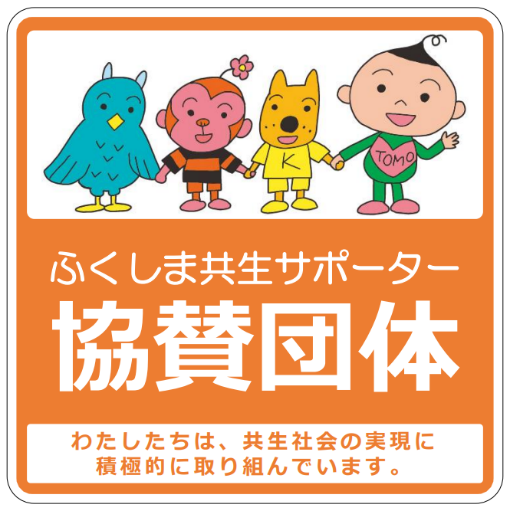 K
TOMO
ふくしま共生サポーター
協賛団体
わたしたちは、共生社会の実現に
積極的に取り組んでいます。